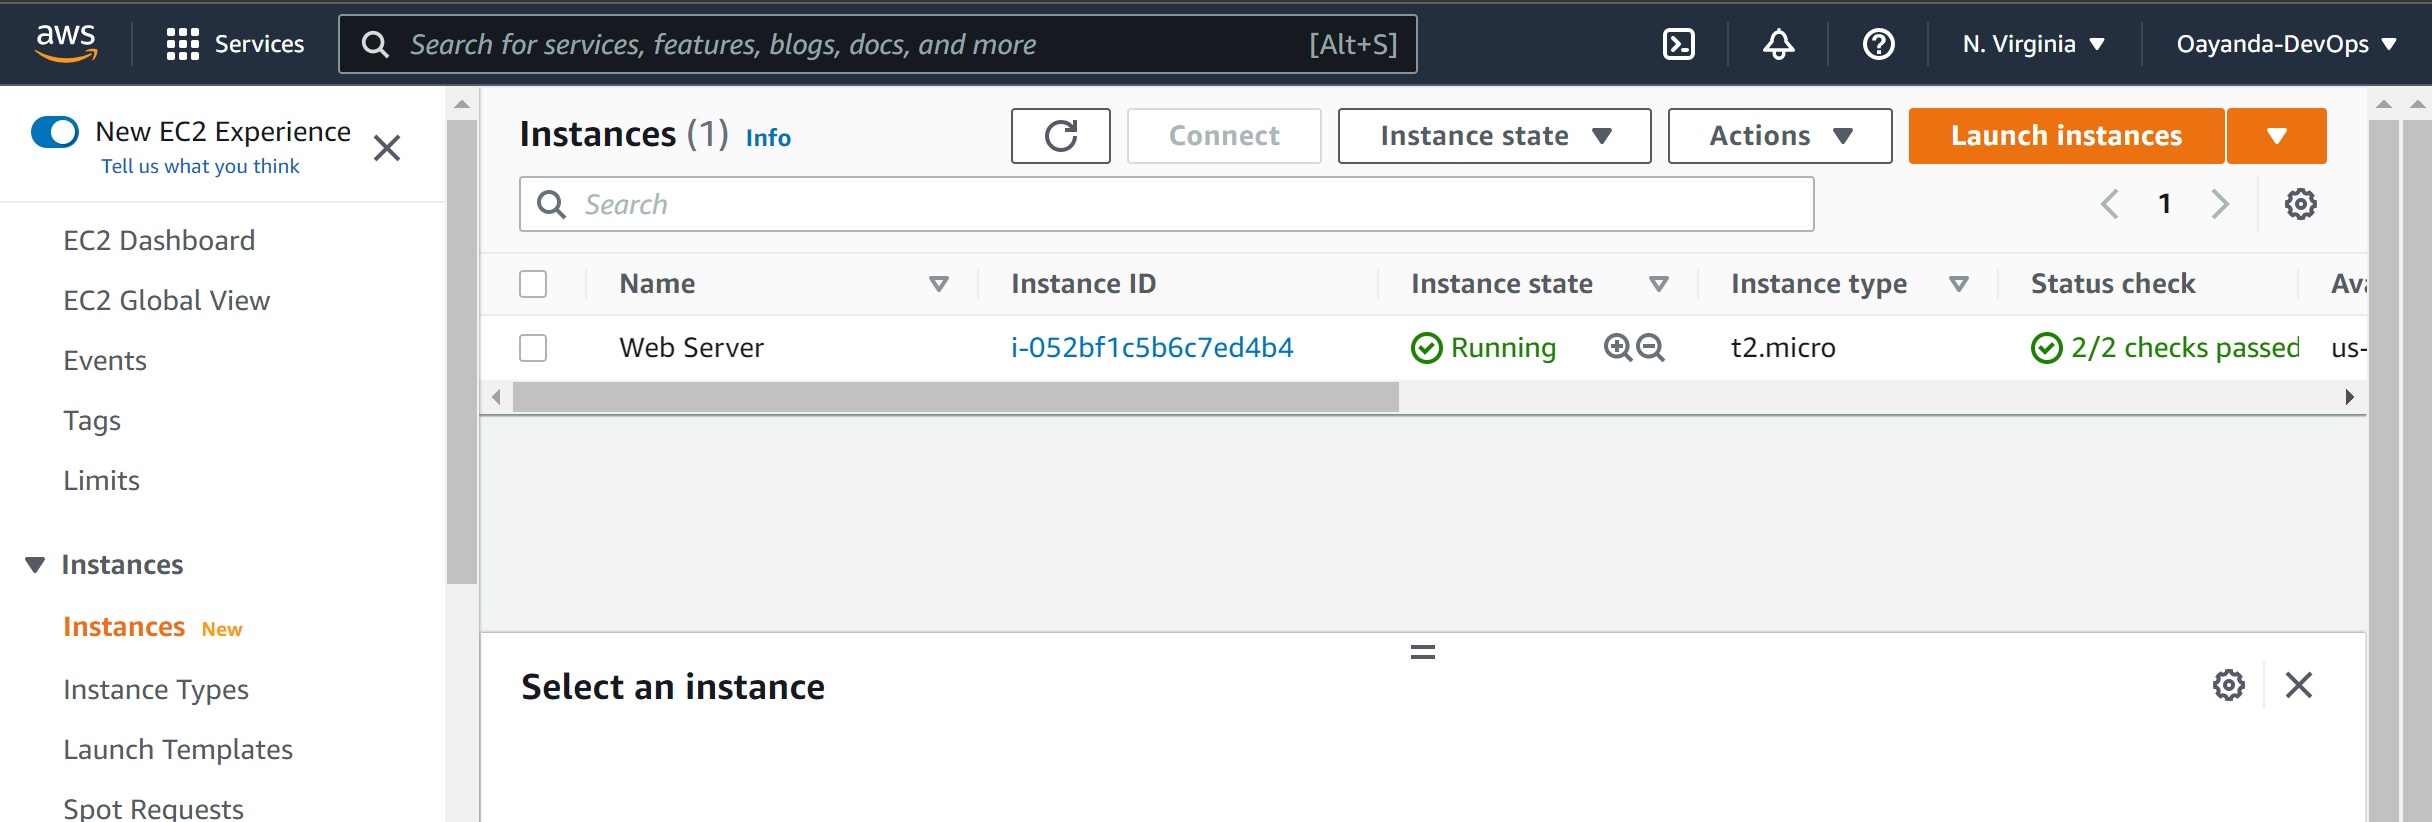 aws Services Search for services, features, blogs, docs, and more [Alt+S] N. Virginia Oayanda-DevOps
New EC2 Experience
Tell us what you think
EC2 Dashboard
EC2 Global View
Events
Tags
Limits
Instances
Instances New
Instance Types
Launch Templates
Spot Requests
Instances (1) Info Connect Instance state Actions Launch instances
Search 1
Name Instance ID Instance state Instance type Status check Ava
Web Server i-052bf1c5b6c7ed4b4 Running t2.micro 2/2 checks passed us-
Select an instance